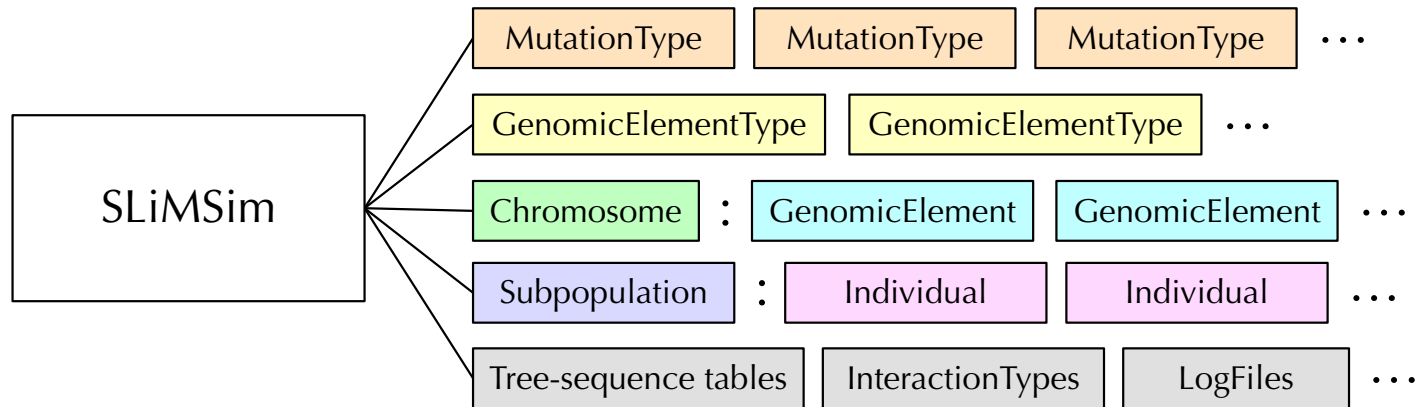 MutationType MutationType MutationType ...
GenomicElementType GenomicElementType ...
SLiMSim
Chromosome : GenomicElement GenomicElement ...
Subpopulation : Individual Individual ...
Tree-sequence tables InteractionTypes LogFiles ...